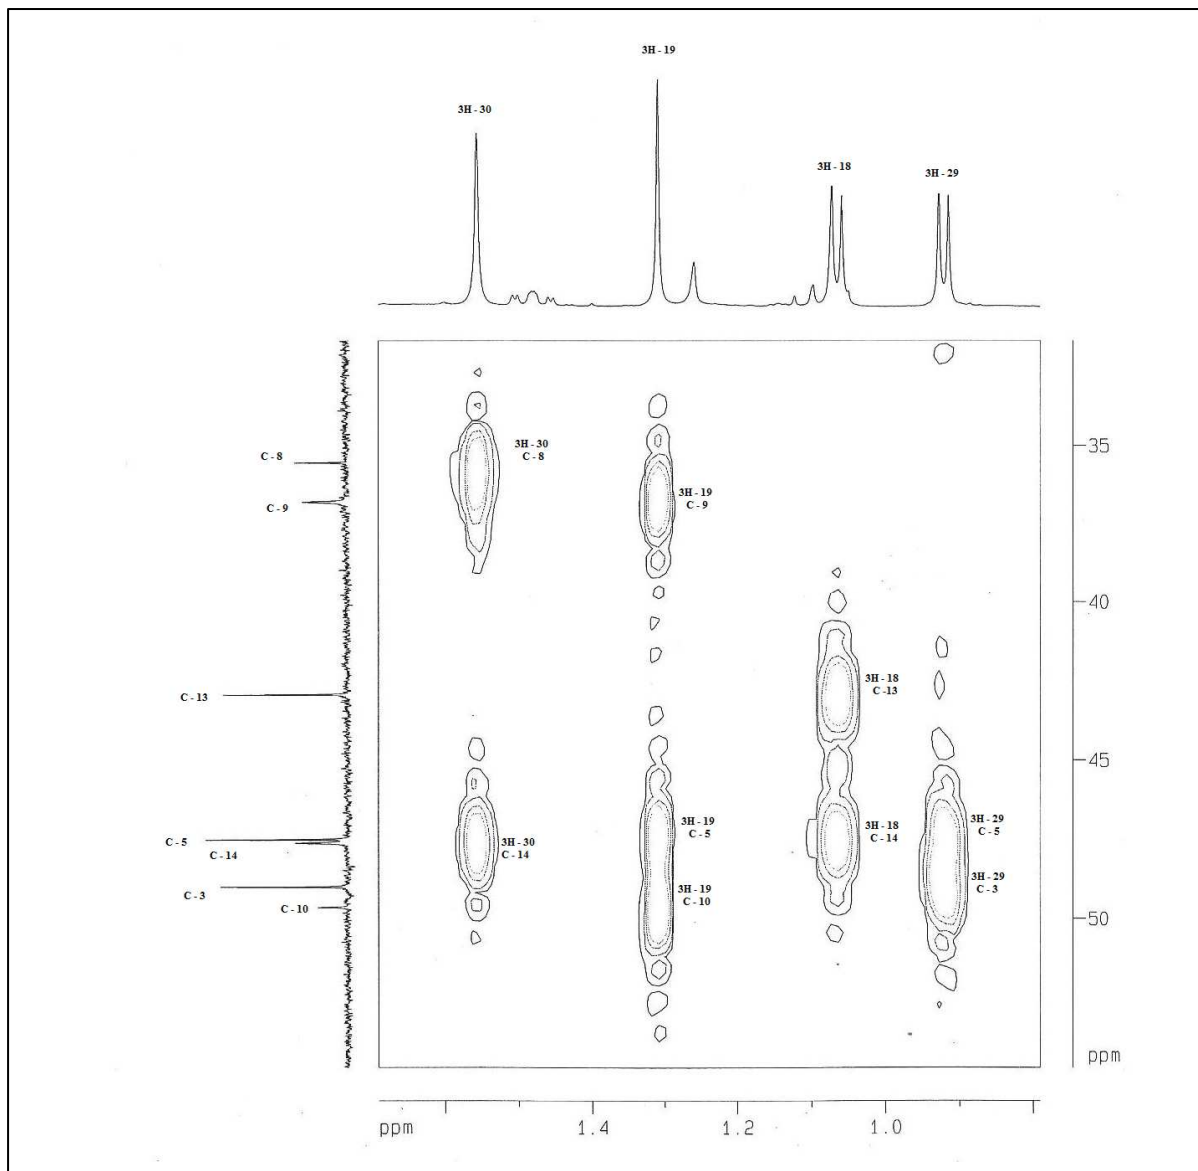 3H - 19
3H - 30
3H - 18
3H - 29
C - 8
3H - 30
C - 8
35
C - 9
3H - 19
C - 9
40
C - 13
3H - 18
C -13
45
C - 5
C - 14
3H - 30
C - 14
3H - 19
C - 5
3H - 18
C - 14
3H - 29
C - 5
C - 3
3H - 19
C - 10
3H - 29
C - 3
C - 10
50
ppm
ppm
1.4
1.2
1.0